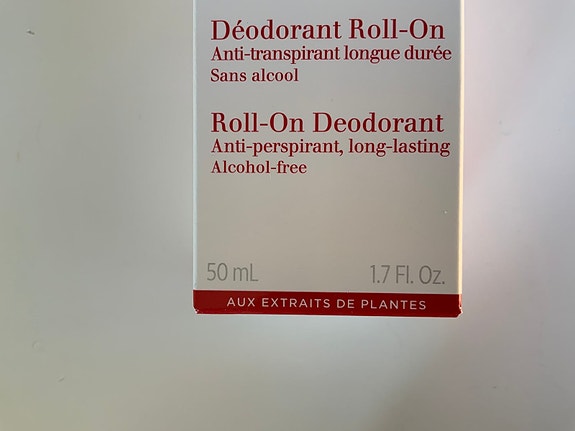 Déodorant Roll-On
Anti-transpirant longue durée
Sans alcool
Roll-On Deodorant
Anti-perspirant, long-lasting
Alcohol-free
50 mL 1.7 Fl. Oz.
AUX EXTRAITS DE PLANTES